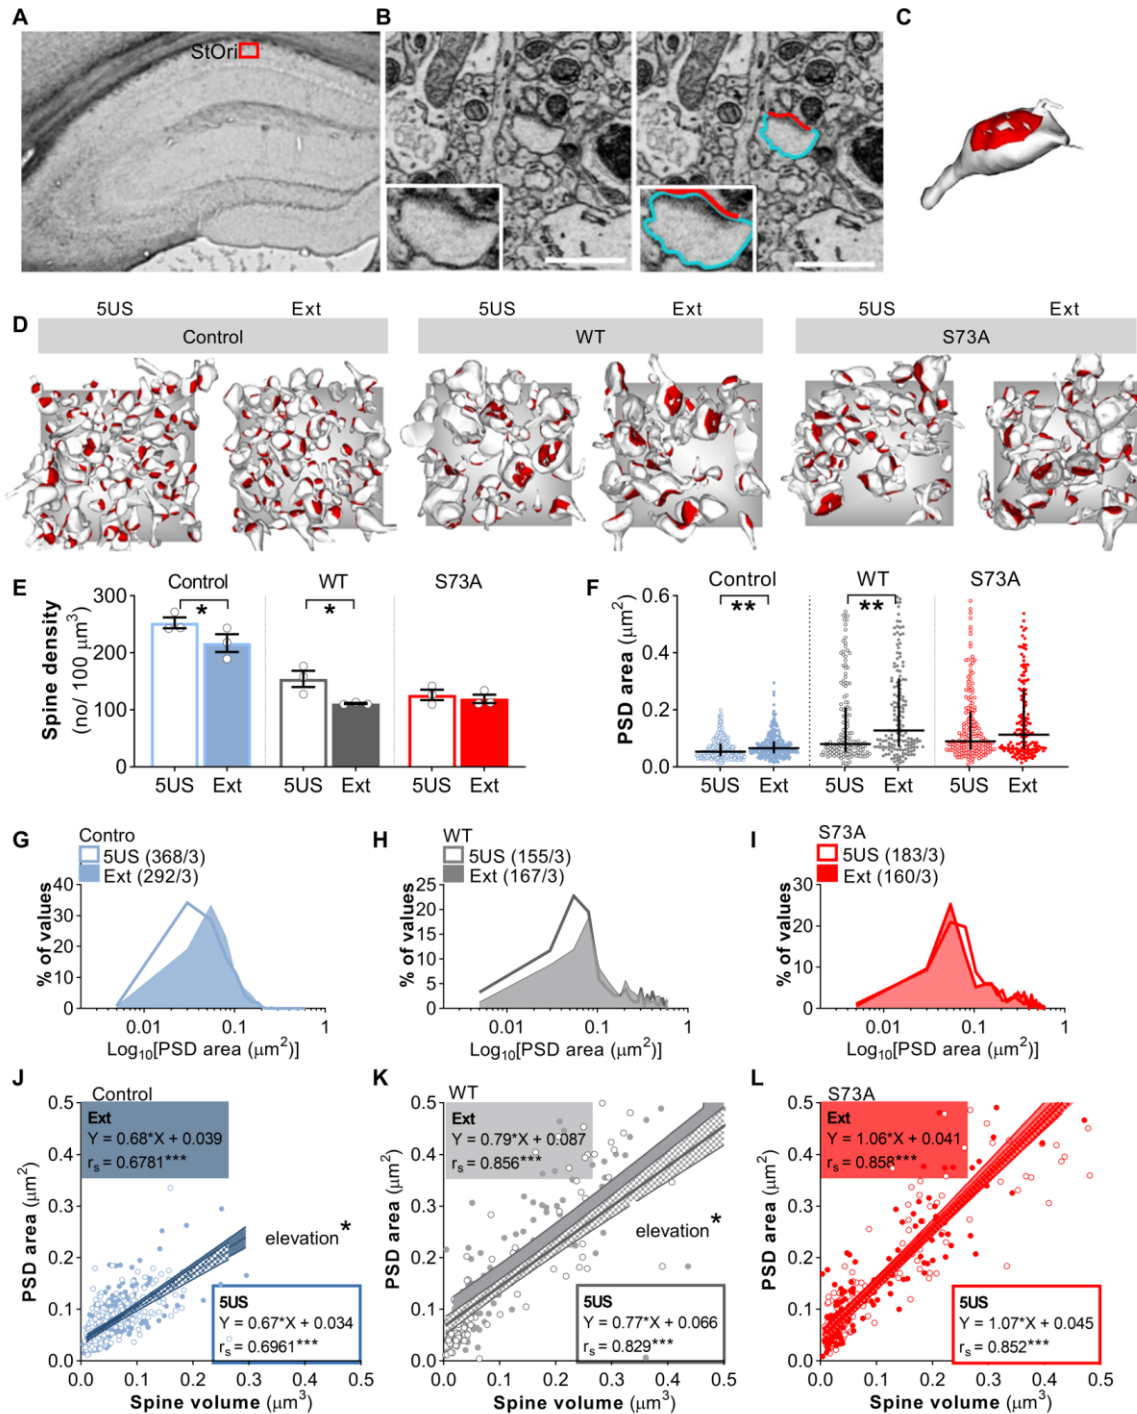 A
StOri
B
C
D
5US Ext
Control
5US Ext
WT
5US Ext
S73A
E
Spine density
(no/ 100 μm³)
300
200
100
0
Control
WT
S73A
*
*
5US Ext 5US Ext 5US Ext
F
PSD area (μm²)
0.6
0.4
0.2
0.0
Control
WT
S73A
**
**
5US Ext 5US Ext 5US Ext
G
Contro
5US (368/3)
Ext (292/3)
% of values
40
30
20
10
0
0.01 0.1 1
Log₁₀[PSD area (μm²)]
H
WT
5US (155/3)
Ext (167/3)
% of values
25
20
15
10
5
0
0.01 0.1 1
Log₁₀[PSD area (μm²)]
I
S73A
5US (183/3)
Ext (160/3)
% of values
30
20
10
0
0.01 0.1 1
Log₁₀[PSD area (μm²)]
J
Control
PSD area (μm²)
0.5
0.4
0.3
0.2
0.1
0.0
Ext
Y = 0.68*X + 0.039
rs = 0.6781***
elevation*
5US
Y = 0.67*X + 0.034
rs = 0.6961***
0.0 0.1 0.2 0.3 0.4 0.5
Spine volume (μm³)
K
WT
PSD area (μm²)
0.5
0.4
0.3
0.2
0.1
0.0
Ext
Y = 0.79*X + 0.087
rs = 0.856***
elevation*
5US
Y = 0.77*X + 0.066
rs = 0.829***
0.0 0.1 0.2 0.3 0.4 0.5
Spine volume (μm³)
L
S73A
PSD area (μm²)
0.5
0.4
0.3
0.2
0.1
0.0
Ext
Y = 1.06*X + 0.041
rs = 0.858***
5US
Y = 1.07*X + 0.045
rs = 0.852***
0.0 0.1 0.2 0.3 0.4 0.5
Spine volume (μm³)